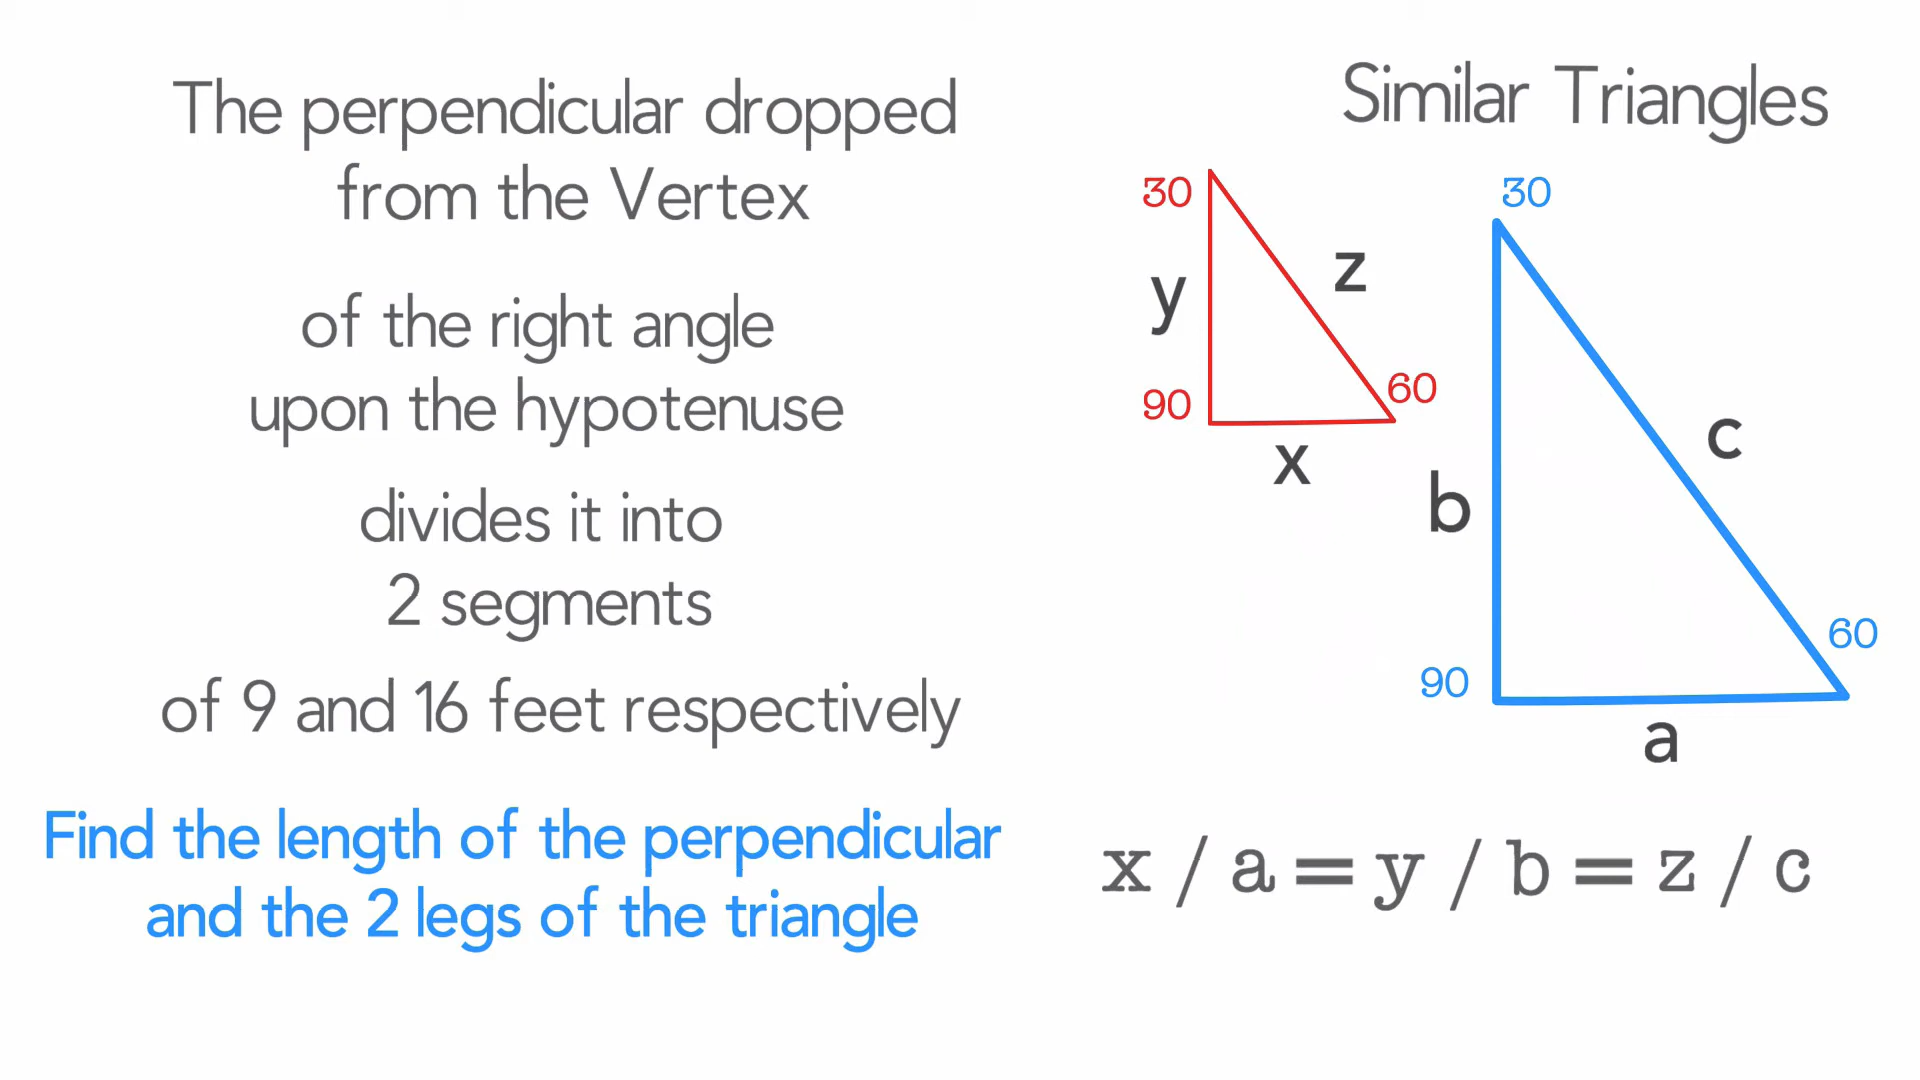 The perpendicular dropped
from the Vertex
of the right angle
upon the hypotenuse
divides it into
2 segments
of 9 and 16 feet respectively
Find the length of the perpendicular
and the 2 legs of the triangle
Similar Triangles
30
y
z
90
60
x
30
b
c
90
60
a
x / a = y / b = z / c